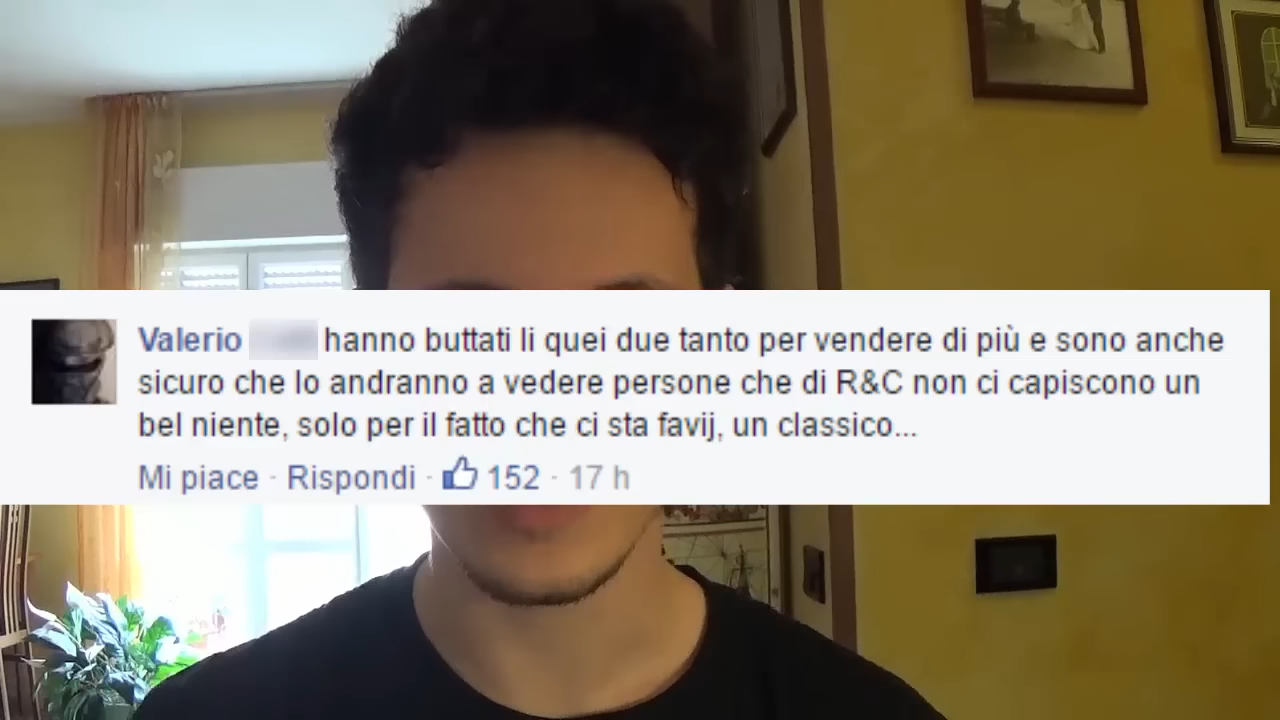 Valerio hanno buttati li quei due tanto per vendere di più e sono anche
sicuro che lo andranno a vedere persone che di R&C non ci capiscono un
bel niente, solo per il fatto che ci sta favij, un classico...
Mi piace · Rispondi · 152 · 17 h